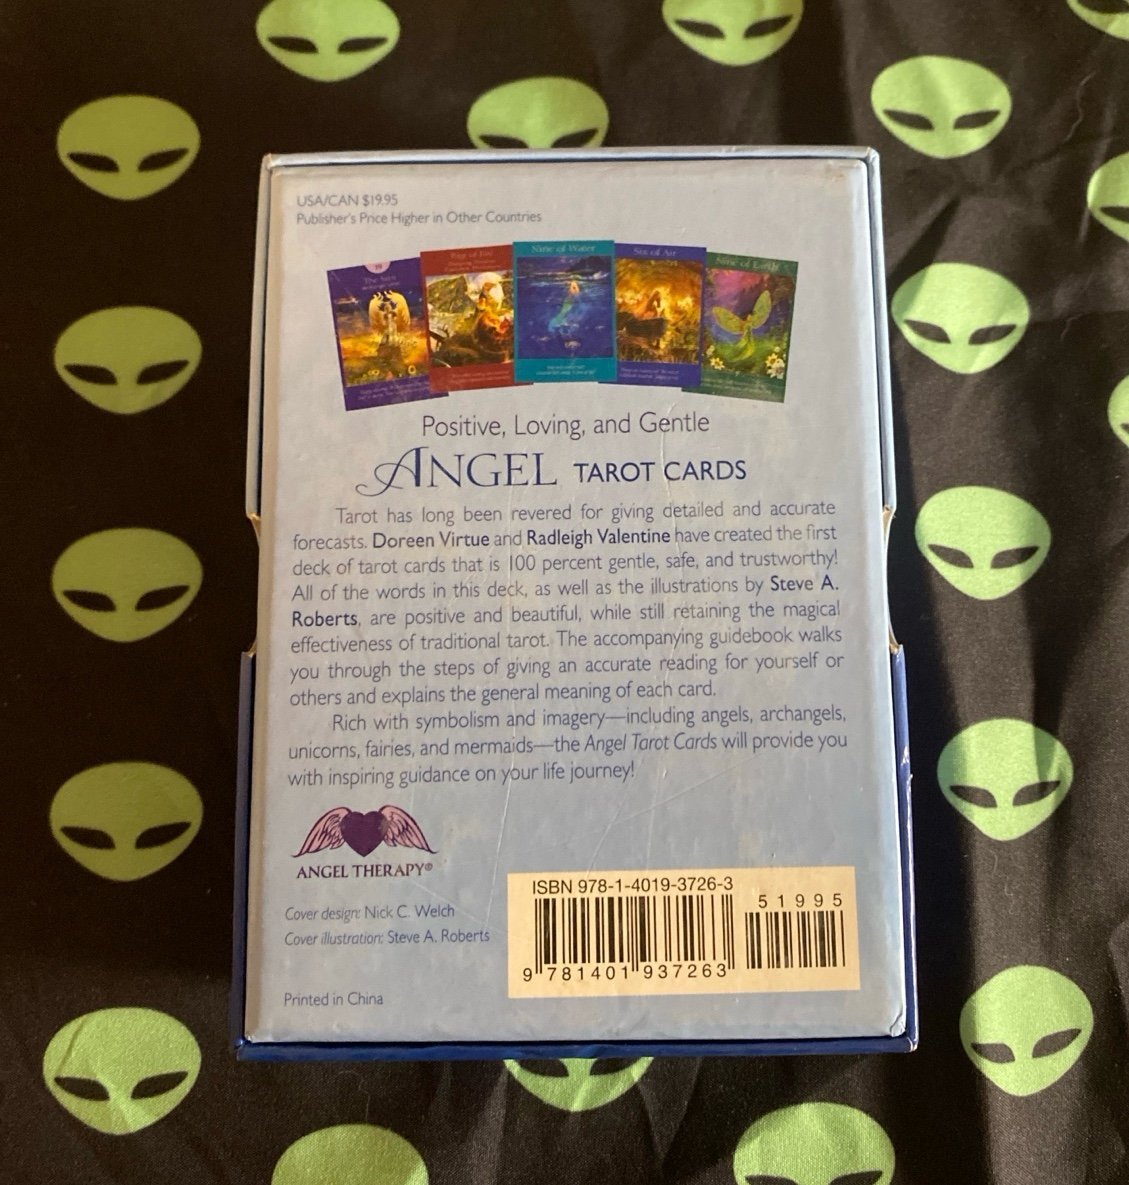 USA/CAN $19.95
Publisher's Price Higher in Other Countries
19
The Sun
Nine of Water
Six of Air
Nine of Earth
Positive, Loving, and Gentle
ANGEL TAROT CARDS
Tarot has long been revered for giving detailed and accurate
forecasts. Doreen Virtue and Radleigh Valentine have created the first
deck of tarot cards that is 100 percent gentle, safe, and trustworthy!
All of the words in this deck, as well as the illustrations by Steve A.
Roberts, are positive and beautiful, while still retaining the magical
effectiveness of traditional tarot. The accompanying guidebook walks
you through the steps of giving an accurate reading for yourself or
others and explains the general meaning of each card.
Rich with symbolism and imagery—including angels, archangels,
unicorns, fairies, and mermaids—the Angel Tarot Cards will provide you
with inspiring guidance on your life journey!
ANGEL THERAPY®
Cover design: Nick C. Welch
Cover illustration: Steve A. Roberts
Printed in China
ISBN 978-1-4019-3726-3
51995
9 781401 937263